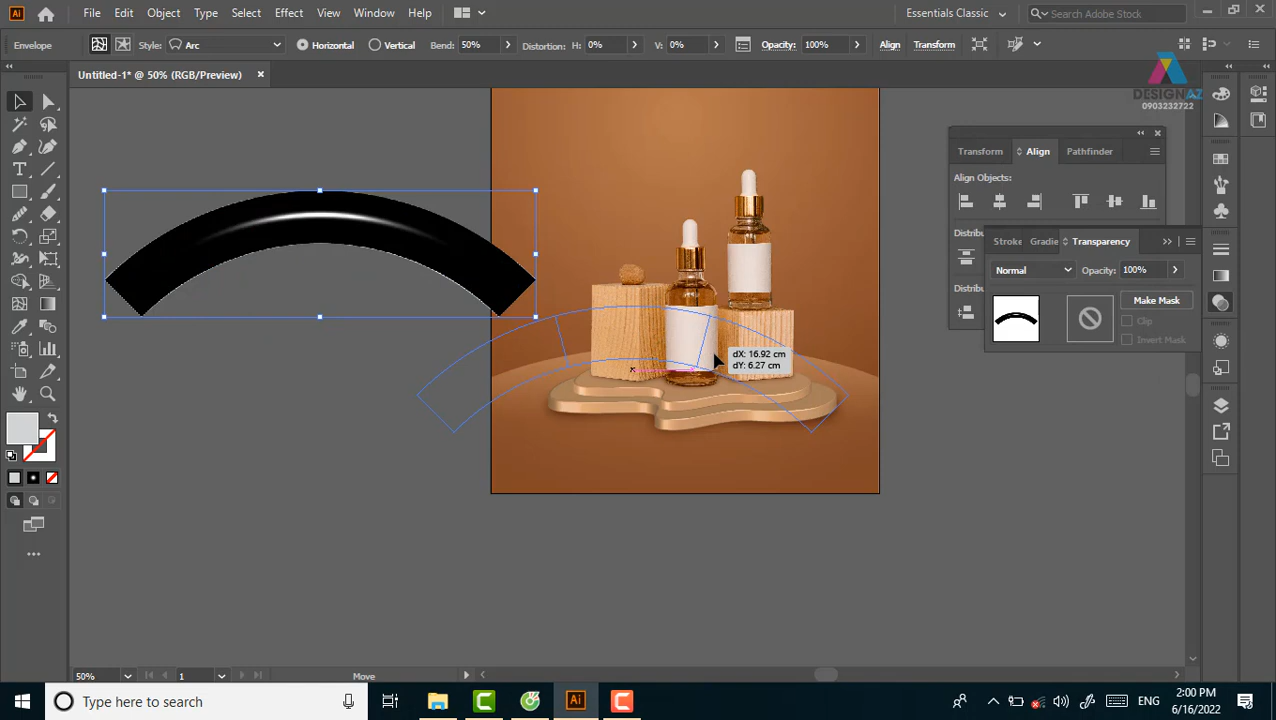 Ai File Edit Object Type Select Effect View Window Help Essentials Classic Search Adobe Stock
Envelope Style: Arc Horizontal Vertical Bend: 50% Distortion: H: 0% V: 0% Opacity: 100% Align Transform
Untitled-1* @ 50% (RGB/Preview)
DESIGNAZ
0903232722
Transform Align Pathfinder
Align Objects:
Distribu
Distribu
Stroke Gradie Transparency
Normal Opacity: 100%
Make Mask
Clip
Invert Mask
dX: 16.92 cm
dY: 6.27 cm
50% 1 Move
Type here to search
Ai
ENG
2:00 PM
6/16/2022